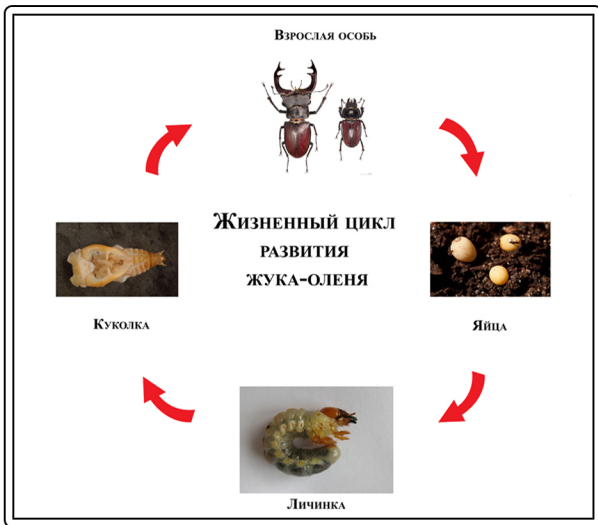 Взрослая особь
Жизненный цикл
развития
жука-оленя
Куколка
Яйца
Личинка